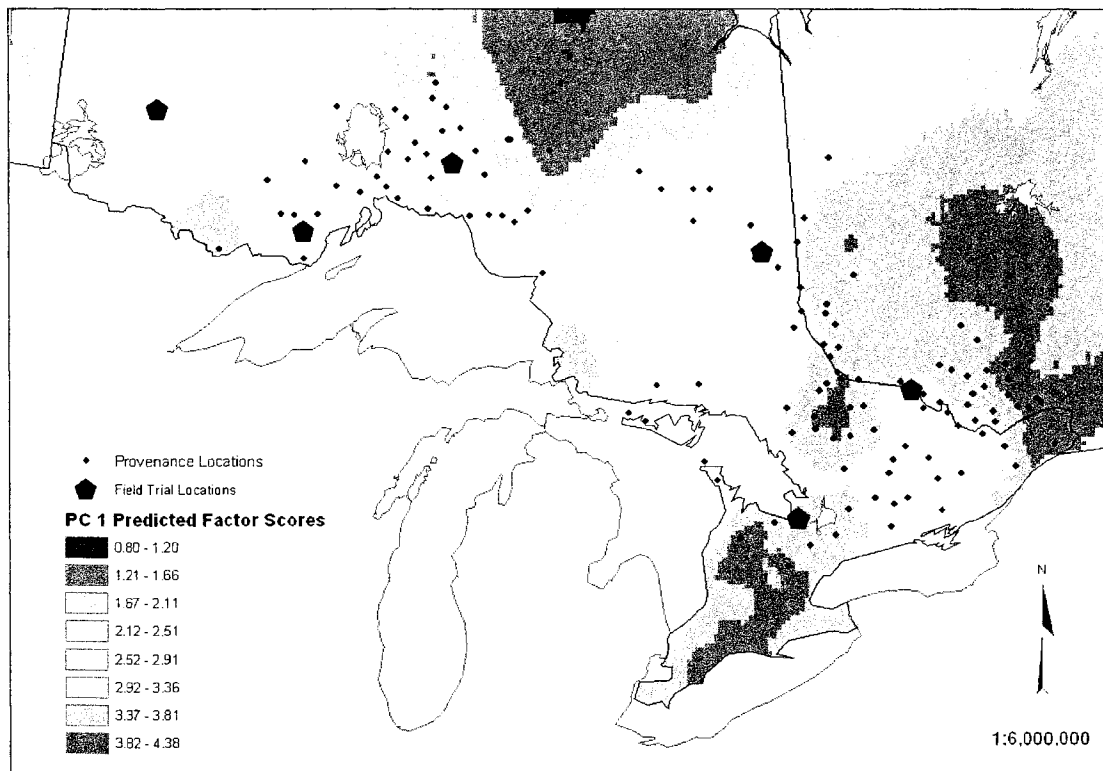 Provenance Locations
Field Trial Locations
PC 1 Predicted Factor Scores
0.80 - 1.20
1.21 - 1.66
1.67 - 2.11
2.12 - 2.51
2.52 - 2.91
2.92 - 3.36
3.37 - 3.81
3.82 - 4.38
N
1:6,000,000